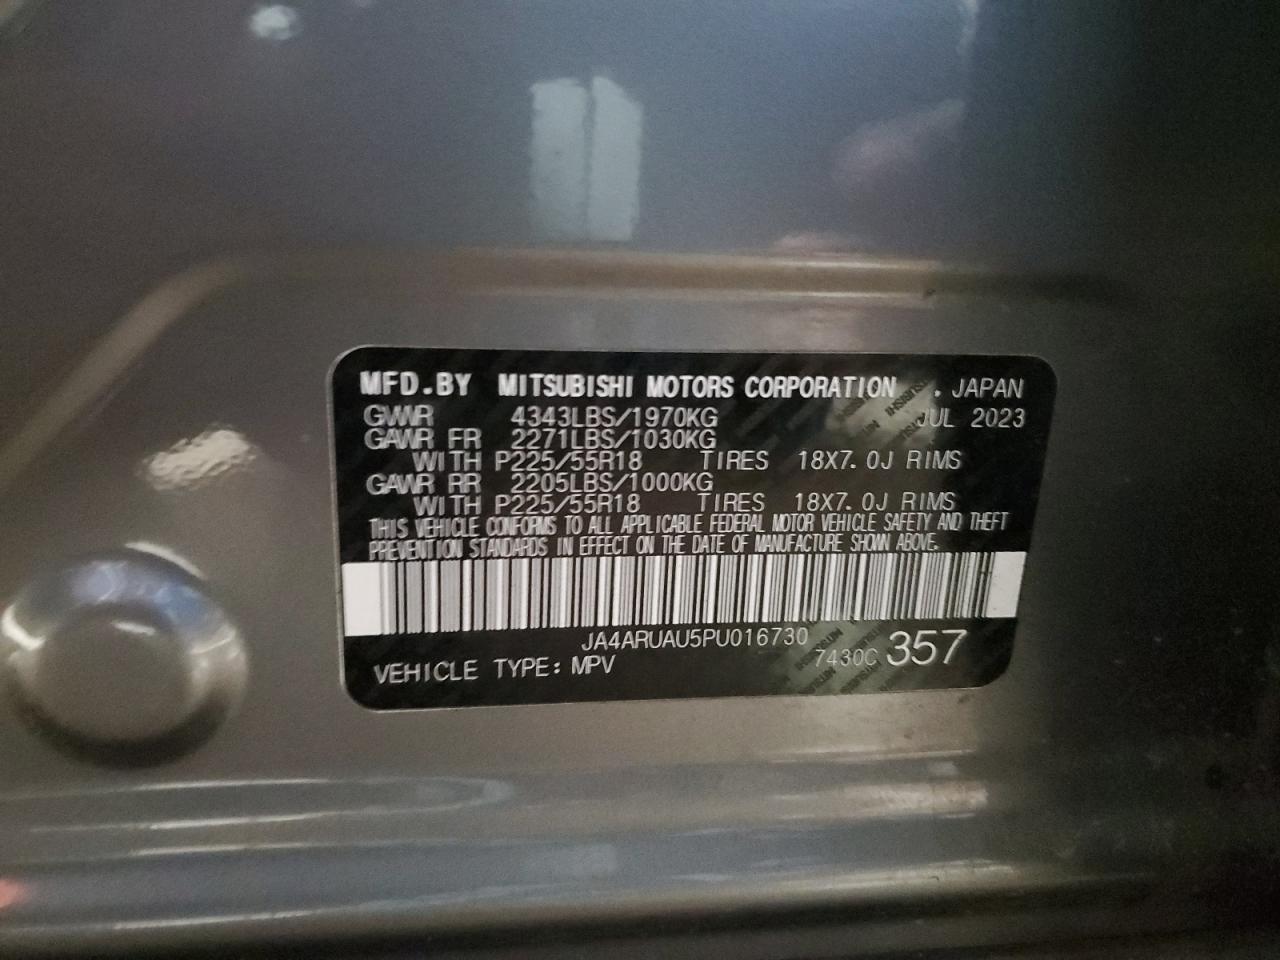 MFD.BY MITSUBISHI MOTORS CORPORATION . JAPAN
GVWR 4343LBS/1970KG JUL 2023
GAWR FR 2271LBS/1030KG
WITH P225/55R18 TIRES 18X7.0J RIMS
GAWR RR 2205LBS/1000KG
WITH P225/55R18 TIRES 18X7.0J RIMS
THIS VEHICLE CONFORMS TO ALL APPLICABLE FEDERAL MOTOR VEHICLE SAFETY AND THEFT
PREVENTION STANDARDS IN EFFECT ON THE DATE OF MANUFACTURE SHOWN ABOVE.
JA4ARUAU5PU016730
VEHICLE TYPE: MPV 7430C 357